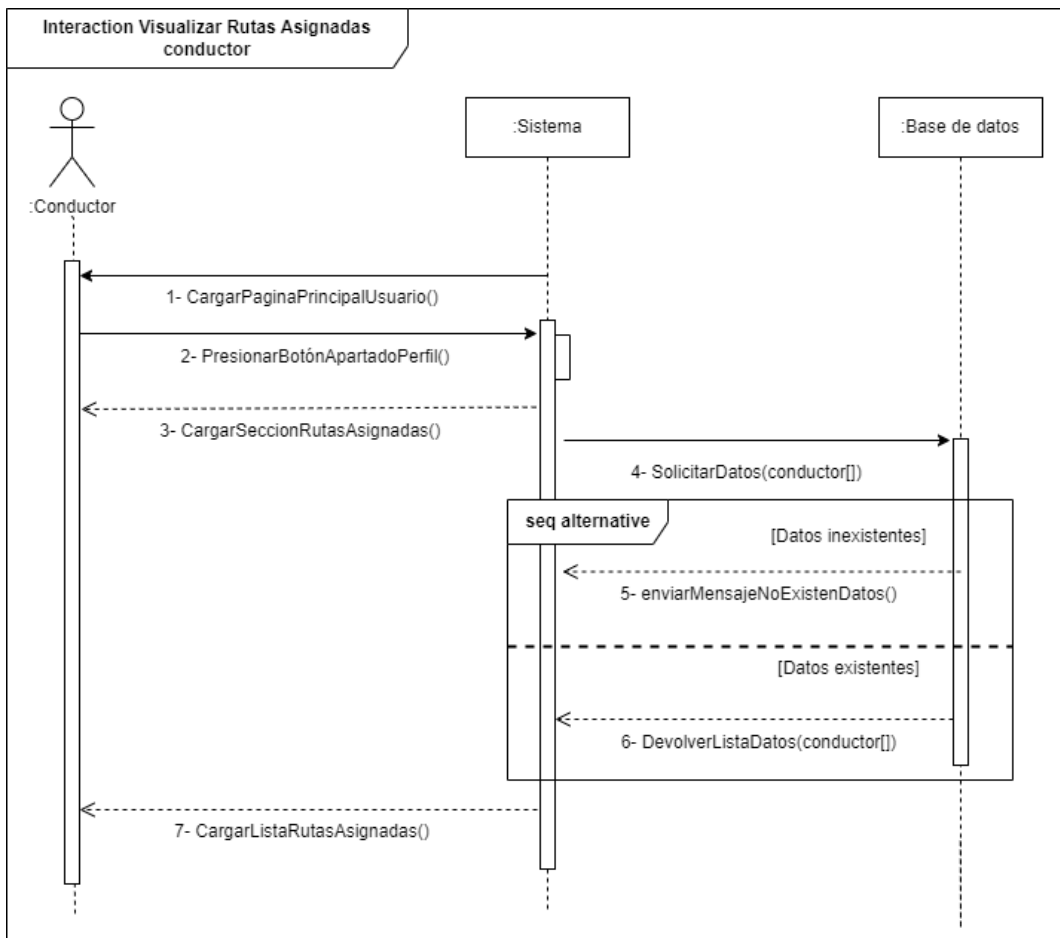 Interaction Visualizar Rutas Asignadas
conductor
:Sistema
:Base de datos
:Conductor
1- CargarPaginaPrincipalUsuario()
2- PresionarBotónApartadoPerfil()
3- CargarSeccionRutasAsignadas()
4- SolicitarDatos(conductor[])
seq alternative
[Datos inexistentes]
5- enviarMensajeNoExistenDatos()
[Datos existentes]
6- DevolverListaDatos(conductor[])
7- CargarListaRutasAsignadas()